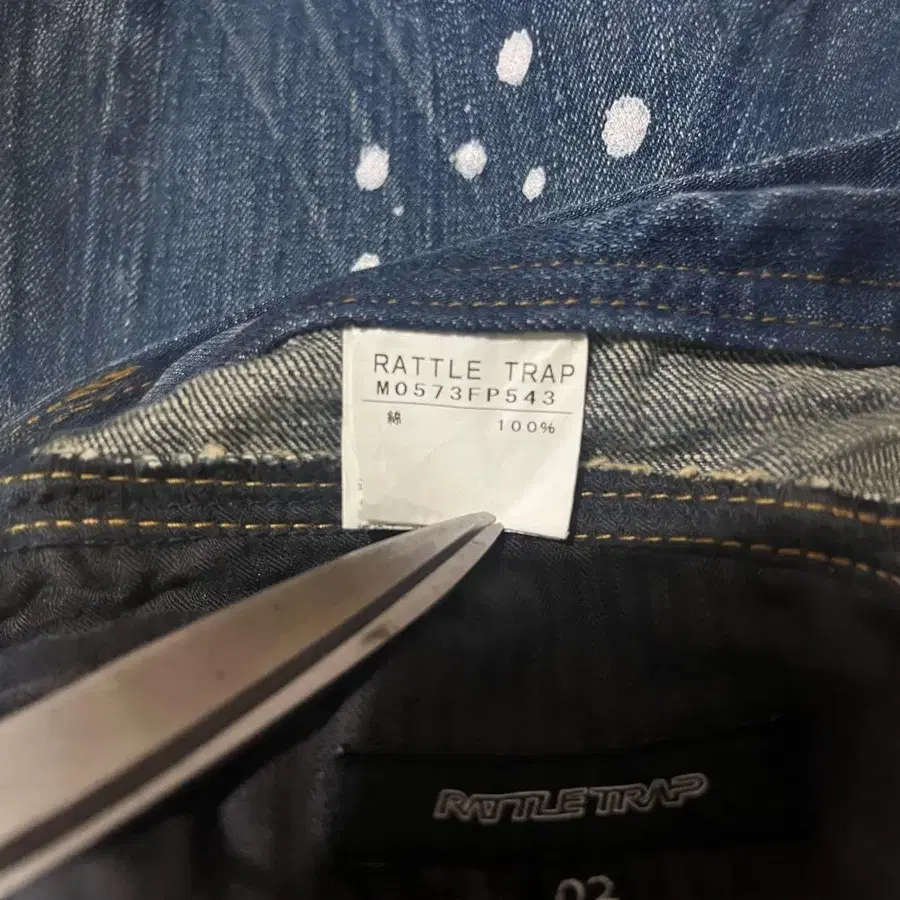 RATTLE TRAP
M0573FP543
綿 100%
RATTLE TRAP
02